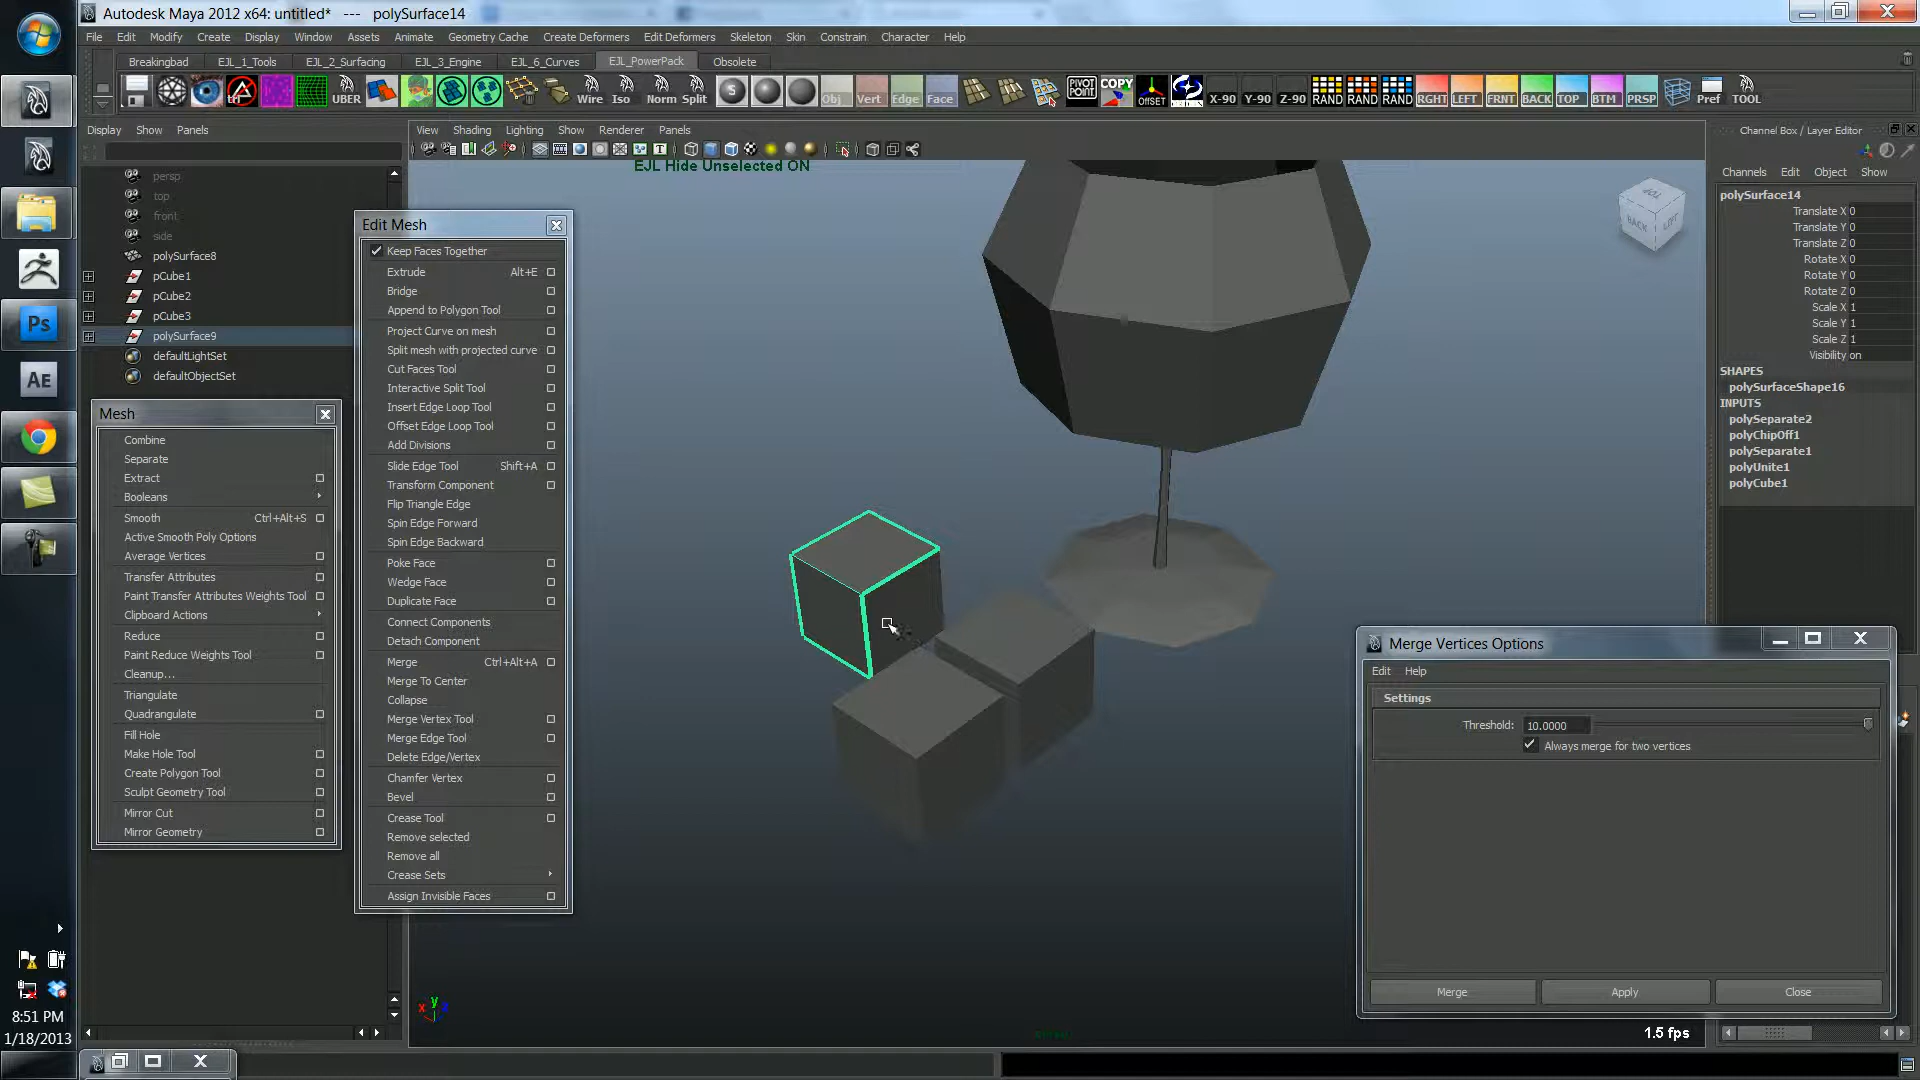 Autodesk Maya 2012 x64: untitled* --- polySurface14
File Edit Modify Create Display Window Assets Animate Geometry Cache Create Deformers Edit Deformers Skeleton Skin Constrain Character Help
Breakingbad EJL_1_Tools EJL_2_Surfacing EJL_3_Engine EJL_6_Curves EJL_PowerPack Obsolete
UBER Wire Iso Norm Split S Obj Vert Edge Face PIVOT POINT COPY OFFSET X-90 Y-90 Z-90 RAND RAND RAND RGHT LEFT FRNT BACK TOP BTM PRSP Pref TOOL
Display Show Panels
View Shading Lighting Show Renderer Panels
EJL Hide Unselected ON
persp
top
front
side
polySurface8
pCube1
pCube2
pCube3
polySurface9
defaultLightSet
defaultObjectSet
Mesh
Combine
Separate
Extract
Booleans
Smooth Ctrl+Alt+S
Active Smooth Poly Options
Average Vertices
Transfer Attributes
Paint Transfer Attributes Weights Tool
Clipboard Actions
Reduce
Paint Reduce Weights Tool
Cleanup...
Triangulate
Quadrangulate
Fill Hole
Make Hole Tool
Create Polygon Tool
Sculpt Geometry Tool
Mirror Cut
Mirror Geometry
Edit Mesh
Keep Faces Together
Extrude Alt+E
Bridge
Append to Polygon Tool
Project Curve on mesh
Split mesh with projected curve
Cut Faces Tool
Interactive Split Tool
Insert Edge Loop Tool
Offset Edge Loop Tool
Add Divisions
Slide Edge Tool Shift+A
Transform Component
Flip Triangle Edge
Spin Edge Forward
Spin Edge Backward
Poke Face
Wedge Face
Duplicate Face
Connect Components
Detach Component
Merge Ctrl+Alt+A
Merge To Center
Collapse
Merge Vertex Tool
Merge Edge Tool
Delete Edge/Vertex
Chamfer Vertex
Bevel
Crease Tool
Remove selected
Remove all
Crease Sets
Assign Invisible Faces
TOP
BACK LEFT
Channel Box / Layer Editor
Channels Edit Object Show
polySurface14
Translate X 0
Translate Y 0
Translate Z 0
Rotate X 0
Rotate Y 0
Rotate Z 0
Scale X 1
Scale Y 1
Scale Z 1
Visibility on
SHAPES
polySurfaceShape16
INPUTS
polySeparate2
polyChipOff1
polySeparate1
polyUnite1
polyCube1
Merge Vertices Options
Edit Help
Settings
Threshold: 10.0000
Always merge for two vertices
Merge Apply Close
1.5 fps
Ps
AE
8:51 PM
1/18/2013
x y